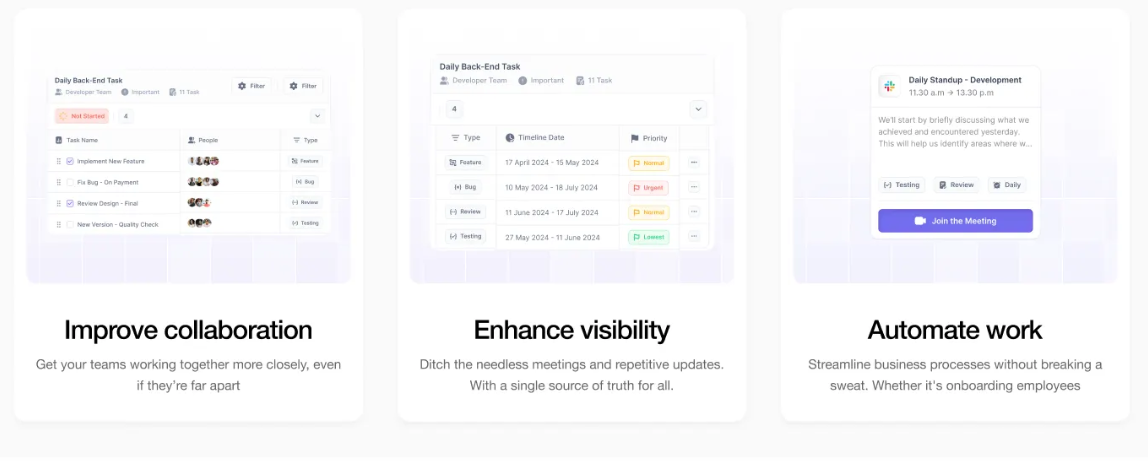 Daily Back-End Task
Developer Team Important 11 Task
Filter Filter
Not Started 4
Task Name People Type
Implement New Feature Feature
Fix Bug - On Payment Bug
Review Design - Final Review
New Version - Quality Check Testing
Improve collaboration
Get your teams working together more closely, even
if they're far apart
Daily Back-End Task
Developer Team Important 11 Task
4
Type Timeline Date Priority
Feature 17 April 2024 - 15 May 2024 Normal
Bug 10 May 2024 - 18 July 2024 Urgent
Review 11 June 2024 - 17 July 2024 Normal
Testing 27 May 2024 - 11 June 2024 Lowest
Enhance visibility
Ditch the needless meetings and repetitive updates.
With a single source of truth for all.
Daily Standup - Development
11.30 a.m → 13.30 p.m
We'll start by briefly discussing what we
achieved and encountered yesterday.
This will help us identify areas where w...
Testing Review Daily
Join the Meeting
Automate work
Streamline business processes without breaking a
sweat. Whether it's onboarding employees